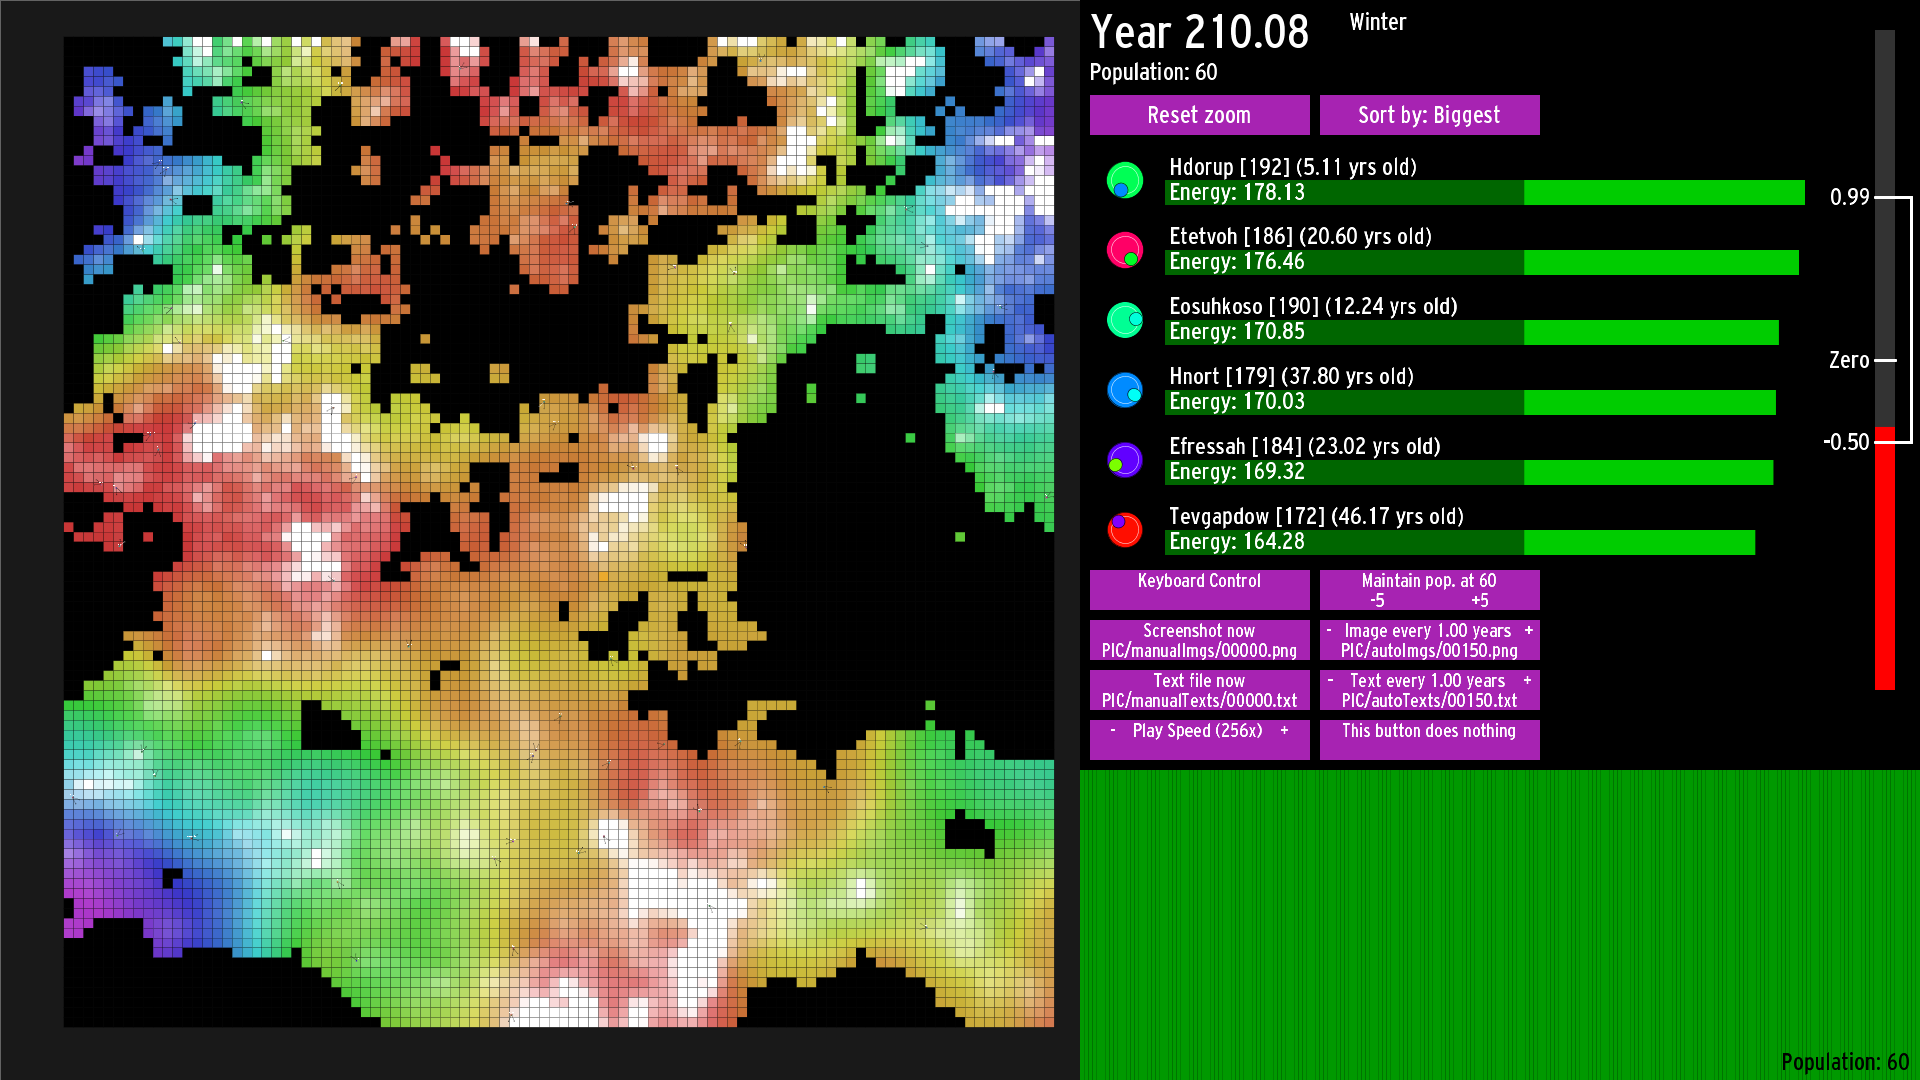 Year 210.08
Winter
Population: 60
Reset zoom
Sort by: Biggest
Hdorup [192] (5.11 yrs old)
Energy: 178.13
Etetvoh [186] (20.60 yrs old)
Energy: 176.46
Eosuhkoso [190] (12.24 yrs old)
Energy: 170.85
Hnort [179] (37.80 yrs old)
Energy: 170.03
Efressah [184] (23.02 yrs old)
Energy: 169.32
Tevgapdow [172] (46.17 yrs old)
Energy: 164.28
0.99
Zero
-0.50
Keyboard Control
Maintain pop. at 60
-5 +5
Screenshot now
PIC/manualImgs/00000.png
- Image every 1.00 years +
PIC/autoImgs/00150.png
Text file now
PIC/manualTexts/00000.txt
- Text every 1.00 years +
PIC/autoTexts/00150.txt
- Play Speed (256x) +
This button does nothing
Population: 60